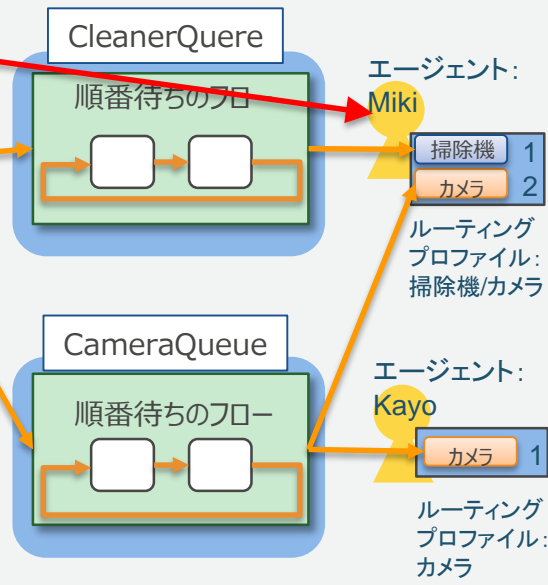 CleanerQuere
順番待ちのフロー
エージェント：
Miki
掃除機 1
カメラ 2
ルーティング
プロファイル：
掃除機/カメラ
CameraQueue
順番待ちのフロー
エージェント：
Kayo
カメラ 1
ルーティング
プロファイル：
カメラ